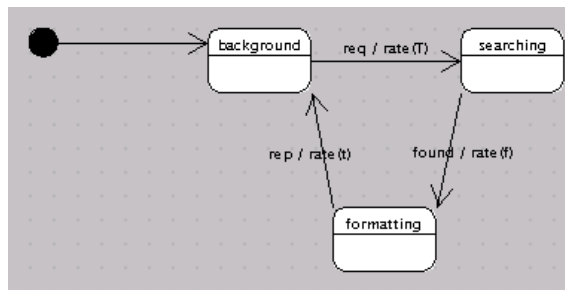 background
req / rate(T)
searching
rep / rate(t)
found / rate(f)
formatting